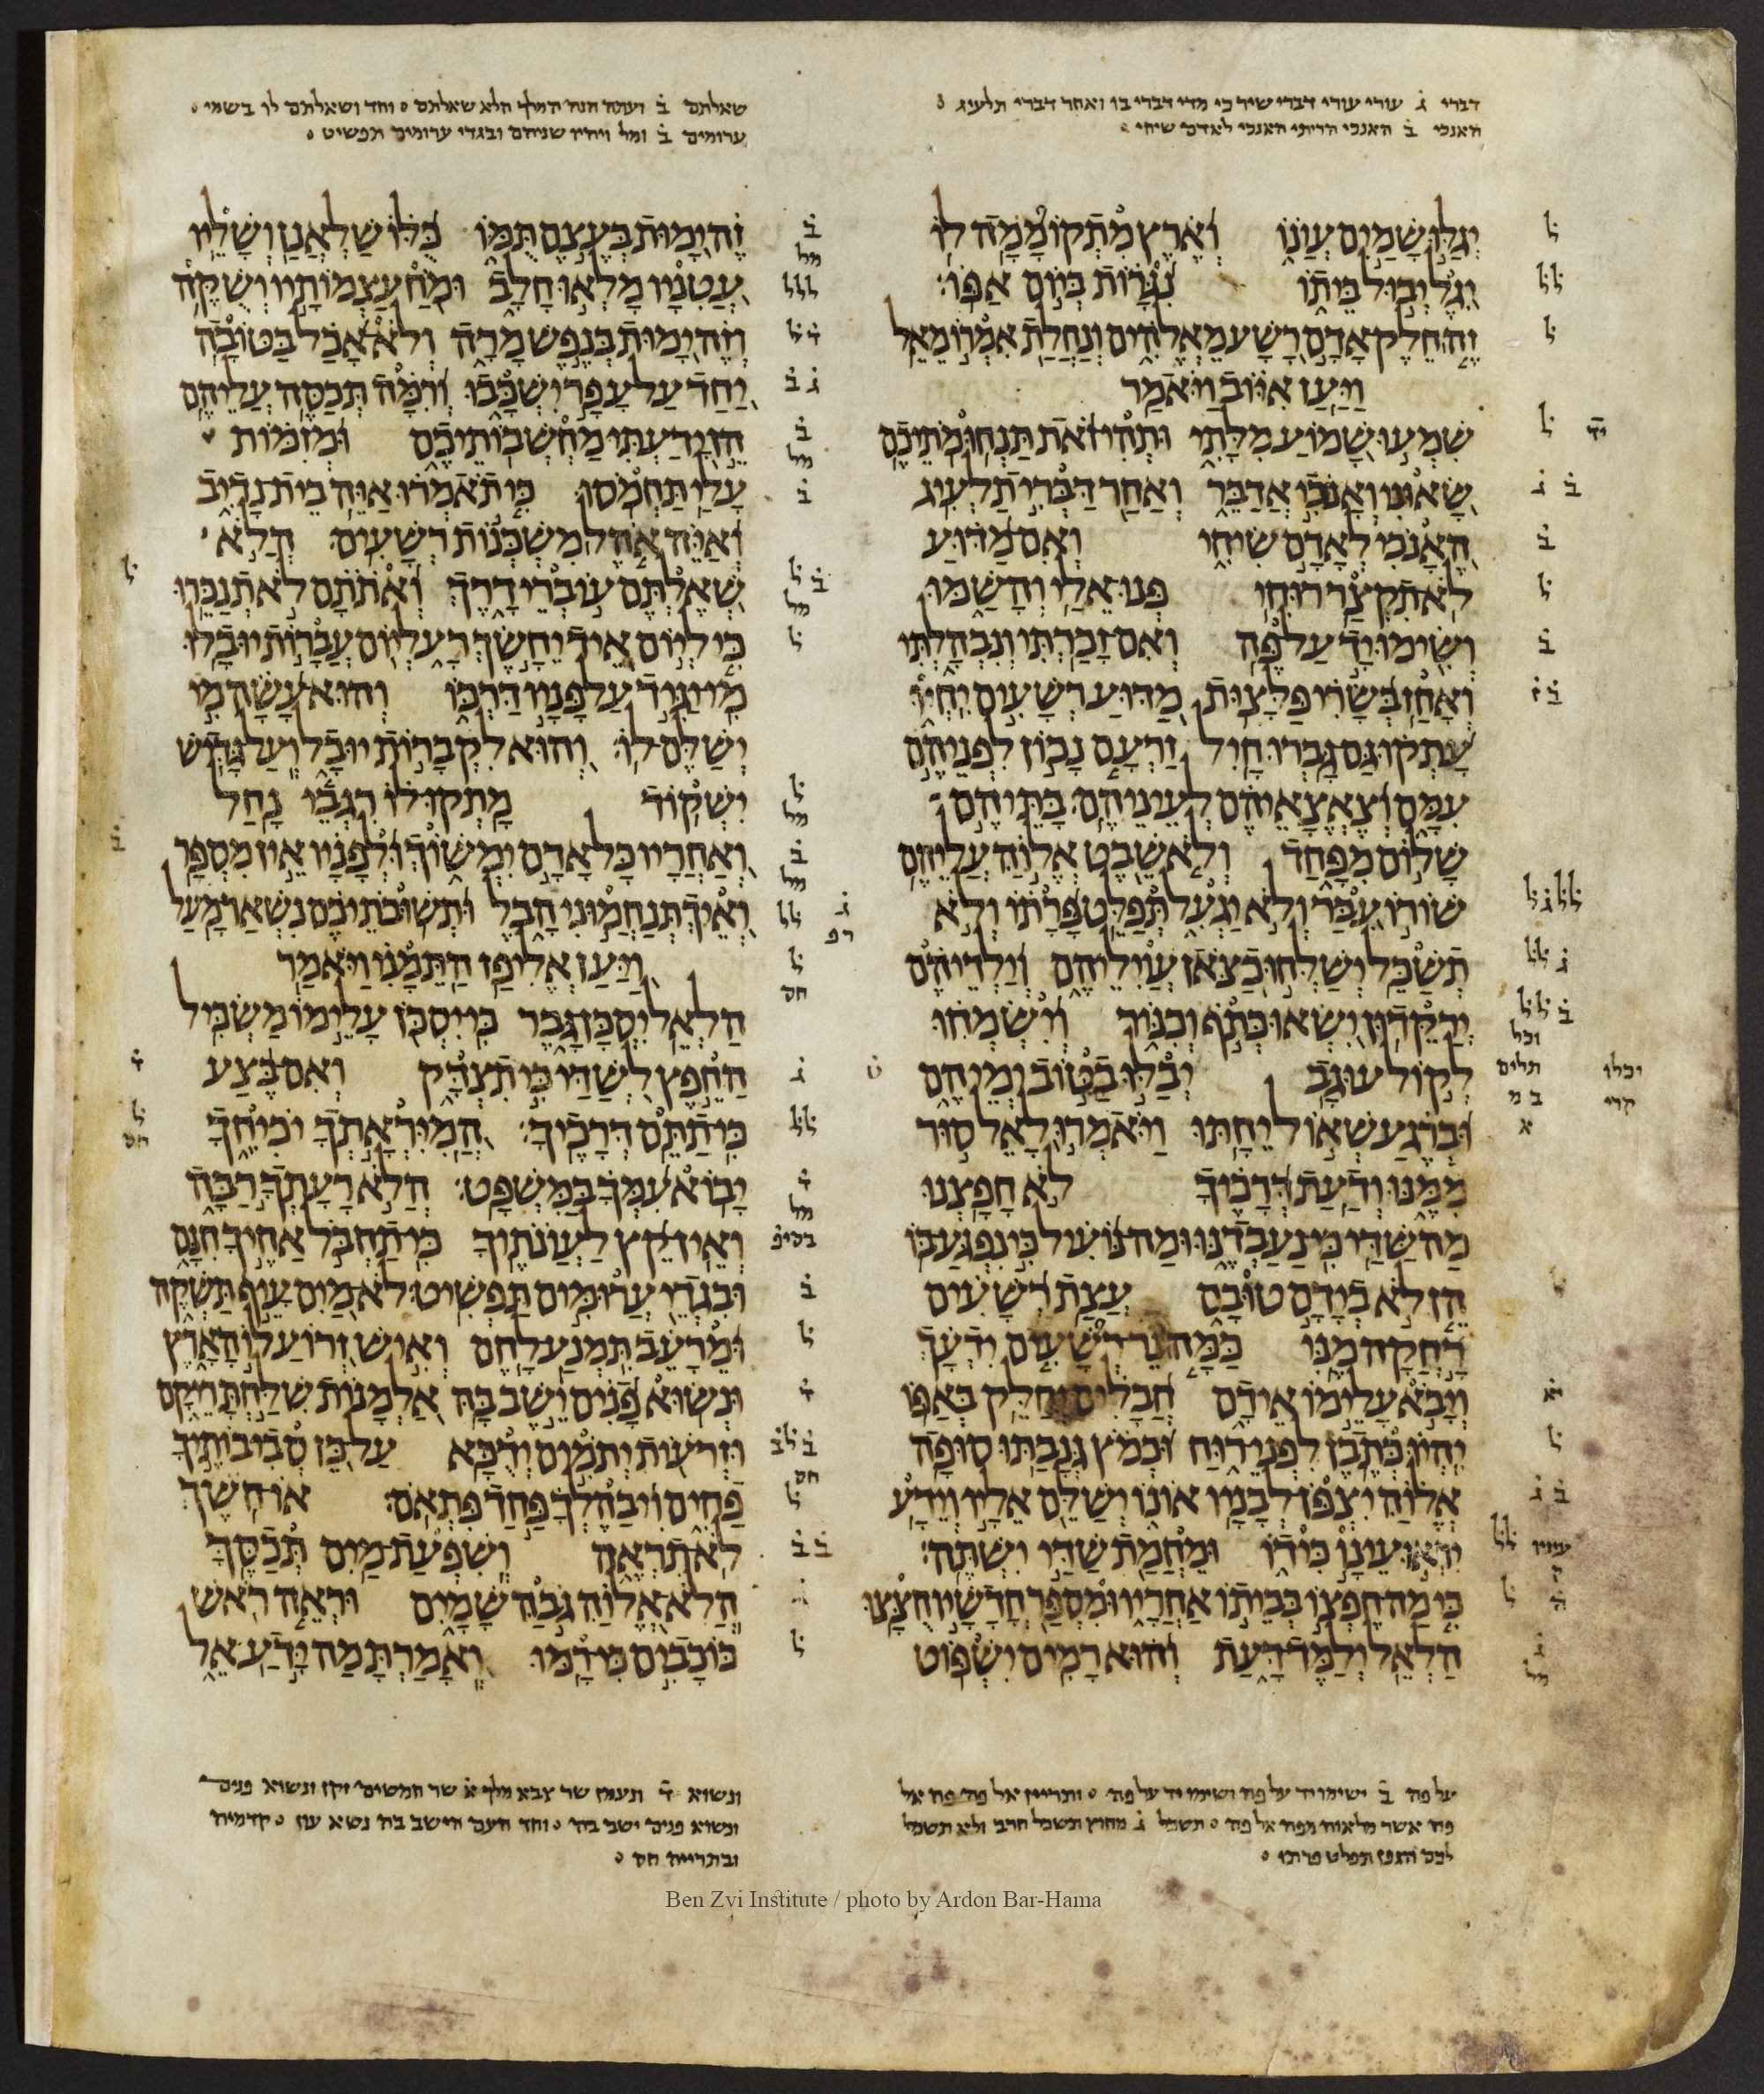 דברי ג עורי עורי דברי שיר כי מדי דברי בו ואחר דברי תלעיג
האנכי ב האנכי הריתי האנכי לאדם שיחי
יגלו שמים עונו וארץ מתקוממה לו
יגל יבול ביתו נגרות ביום אפו
זה חלק אדם רשע מאלהים ונחלת אמרו מאל
ויען איוב ויאמר
שמעו שמוע מלתי ותהי זאת תנחומתיכם
שאוני ואנכי אדבר ואחר דברי תלעיג
האנכי לאדם שיחי ואם מדוע
לא תקצר רוחי פנו אלי והשמו
ושימו יד על פה ואם זכרתי ונבהלתי
ואחז בשרי פלצות מדוע רשעים יחיו
עתקו גם גברו חיל זרעם נכון לפניהם
עמם וצאצאיהם לעיניהם בתיהם
שלום מפחד ולא שבט אלוה עליהם
שורו עבר ולא יגעל תפלט פרתו ולא
תשכל ישלחו כצאן עויליהם וילדיהם
ירקדון ישאו כתף וכנור וישמחו
לקול עוגב יבלו בטוב ימיהם
וברגע שאול יחתו ויאמרו לאל סור
ממנו ודעת דרכיך לא חפצנו
מה שדי כי נעבדנו ומה נועיל כי נפגע בו
הן לא בידם טובם עצת רשעים
רחקה מני כמה נר רשעים ידעך
ויבא עלימו אידם חבלים יחלק באפו
יהיו כתבן לפני רוח וכמץ גנבתו סופה
אלוה יצפן לבניו אונו ישלם אליו וידע
יראו עינו כידו ומחמת שדי ישתה
כי מה חפצו בביתו אחריו ומספר חדשיו חצצו
הלאל ילמד דעת והוא רמים ישפוט
על פה ב ישימו יד על פה ושימו יד על פה ותריין אל פה פה אל
פה אשר מלאוה מפה אל פה תשכל ג מחוץ תשכל חרב ולא תשכל
לכם הגפן תפלט פרתו
שאלתם ב ועתה הנה המלך הלא שאלתם וחד ושאלתם לו בשמי
ערומים ב ומל ויהיו שניהם ובגדי ערומים תפשיט
זה ימות בעצם תמו כלו שלאנן ושליו
עטיניו מלאו חלב ומח עצמותיו ישקה
וזה ימות בנפש מרה ולא אכל בטובה
יחד על עפר ישכבו ורמה תכסה עליהם
הן ידעתי מחשבותיכם ומזמות
עלי תחמסו כי תאמרו איה בית נדיב
ואיה אהל משכנות רשעים הלא
שאלתם עוברי דרך ואתתם לא תנכרו
כי ליום איד יחשך רע ליום עברות יובלו
מי יגיד על פניו דרכו והוא עשה מי
ישלם לו והוא לקברות יובל ועל גדיש
ישקוד מתקו לו רגבי נחל
ואחריו כל אדם ימשוך ולפניו אין מספר
ואיך תנחמוני הבל ותשובתיכם נשאר מעל
ויען אליפז התמני ויאמר
הלאל יסכן גבר כי יסכן עלימו משכיל
החפץ לשדי כי תצדק ואם בצע
כי תתם דרכיך המיראתך יכיחך
יבוא עמך במשפט הלא רעתך רבה
ואין קץ לעונתיך כי תחבל אחיך חנם
ובגדי ערומים תפשיט לא מים עיף תשקה
ומרעב תמנע לחם ואיש זרוע לו הארץ
ונשוא פנים ישב בה אלמנות שלחת ריקם
וזרעות יתמים ידכא על כן סביבותיך
פחים ויבהלך פחד פתאם או חשך
לא תראה ושפעת מים תכסך
הלא אלוה גבה שמים וראה ראש
כוכבים כי רמו ואמרת מה ידע אל
ונשוא ד ונעמן שר צבא מלך א שר חמשים זקן ונשוא פנים
ונשוא פנים ישב בה וחד העם הישב בה נשא עון קדמיה
ובתרייה חס
Ben Zvi Institute / photo by Ardon Bar-Hama